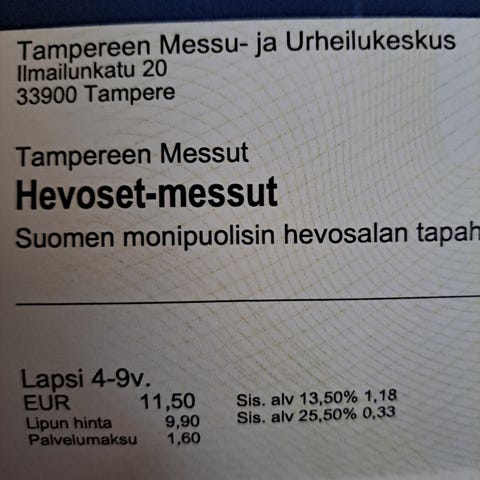 Tampereen Messu- ja Urheilukeskus
Ilmailunkatu 20
33900 Tampere
Tampereen Messut
Hevoset-messut
Suomen monipuolisin hevosalan tapah
Lapsi 4-9v.
EUR 11,50 Sis. alv 13,50% 1,18
Lipun hinta 9,90 Sis. alv 25,50% 0,33
Palvelumaksu 1,60